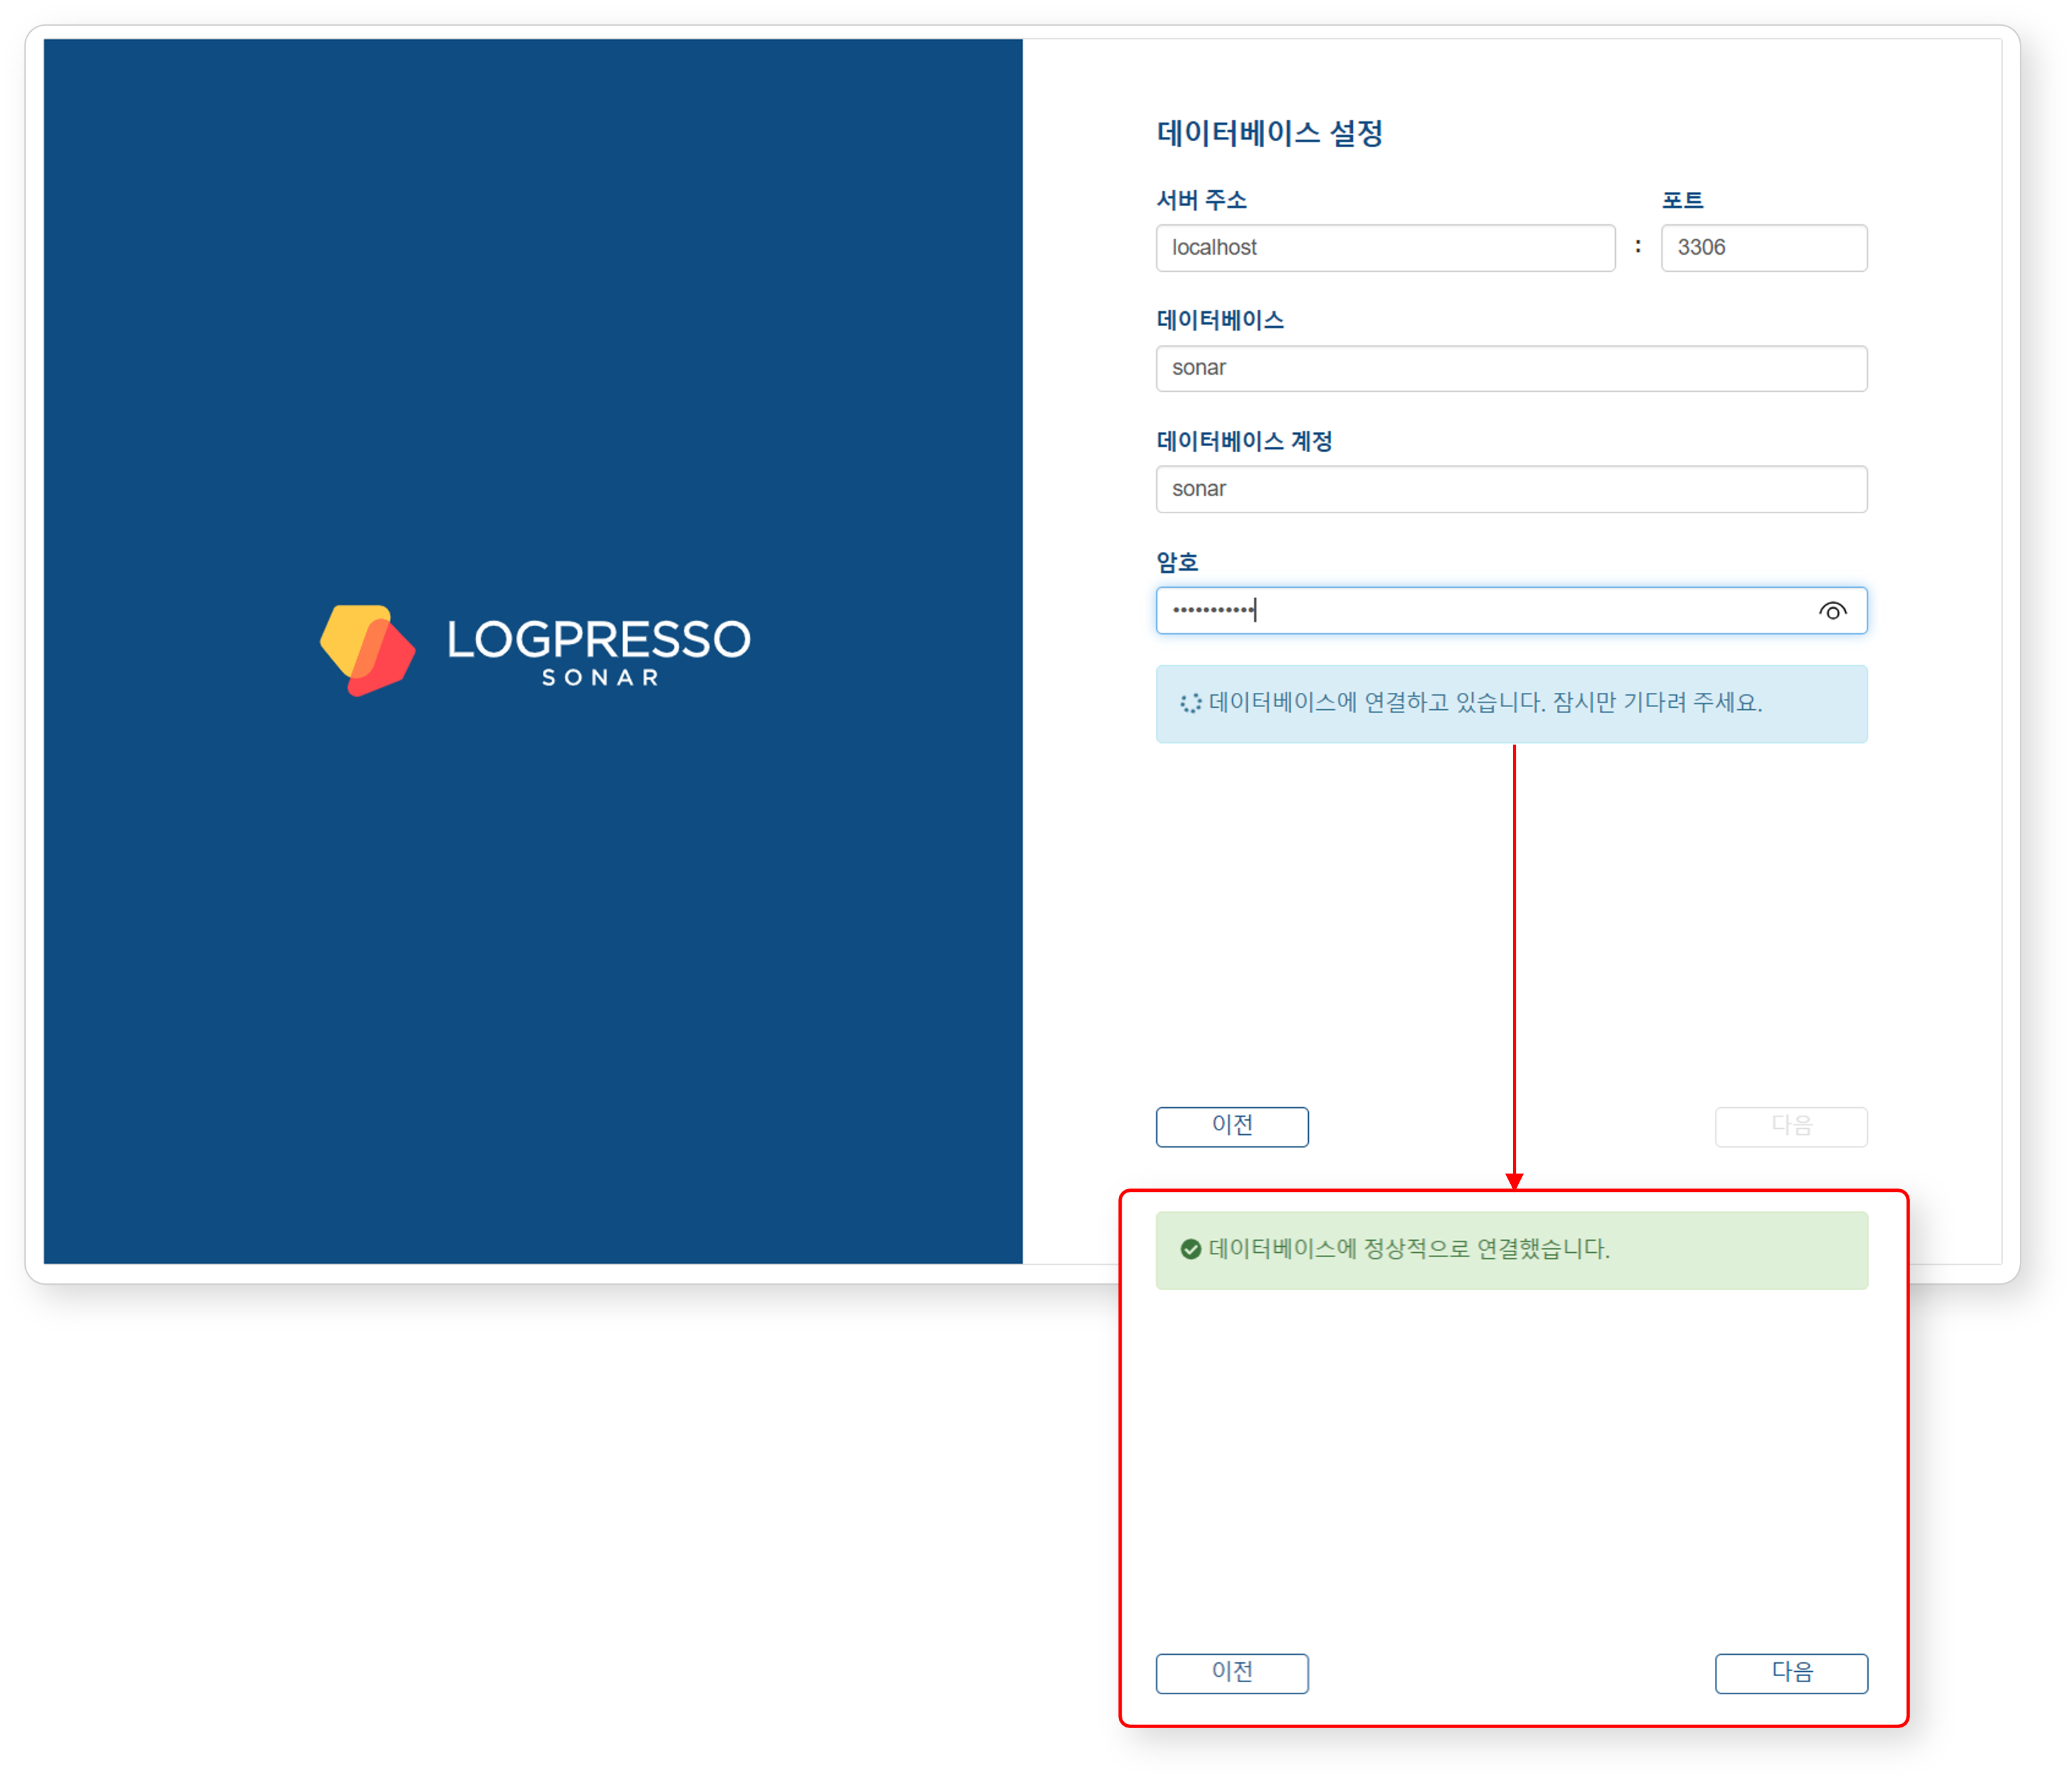 LOGPRESSO
SONAR
데이터베이스 설정
서버 주소
포트
localhost
:
3306
데이터베이스
sonar
데이터베이스 계정
sonar
암호
•••••••••••
데이터베이스에 연결하고 있습니다. 잠시만 기다려 주세요.
이전
다음
데이터베이스에 정상적으로 연결했습니다.
이전
다음